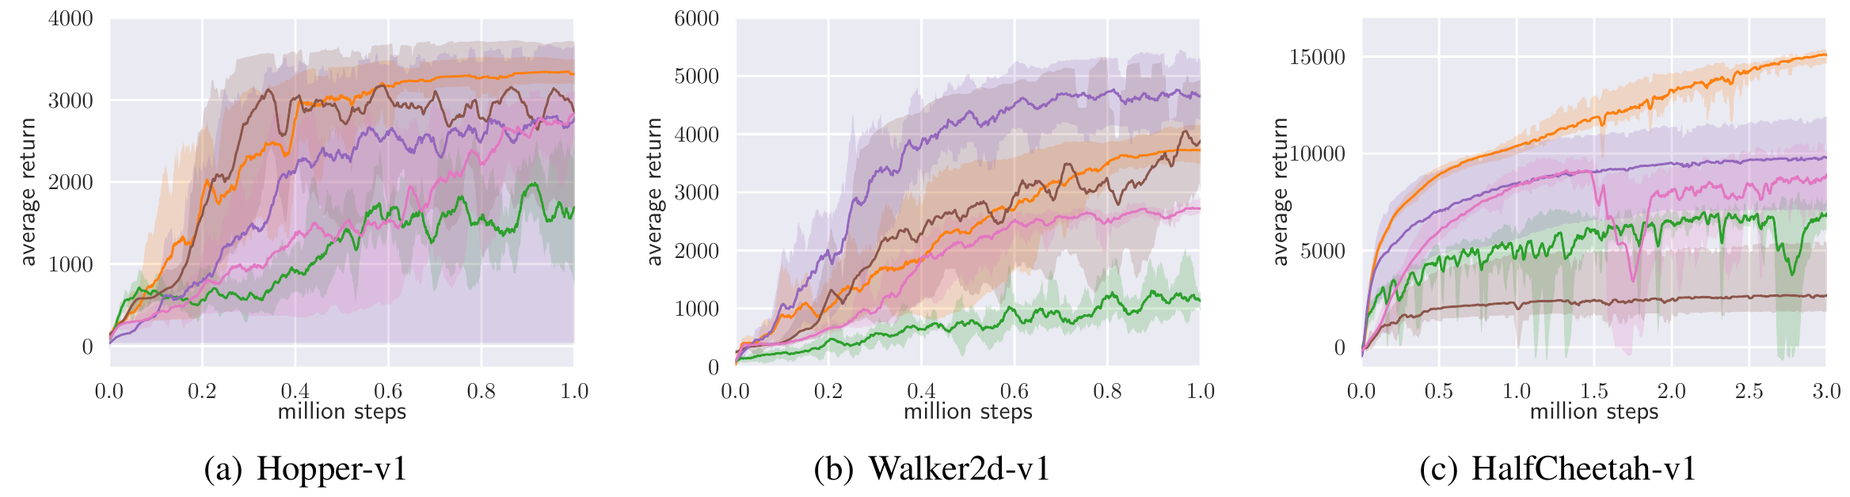 average return
4000
3000
2000
1000
0
0.0 0.2 0.4 0.6 0.8 1.0
million steps
(a) Hopper-v1
average return
6000
5000
4000
3000
2000
1000
0
0.0 0.2 0.4 0.6 0.8 1.0
million steps
(b) Walker2d-v1
average return
15000
10000
5000
0
0.0 0.5 1.0 1.5 2.0 2.5 3.0
million steps
(c) HalfCheetah-v1